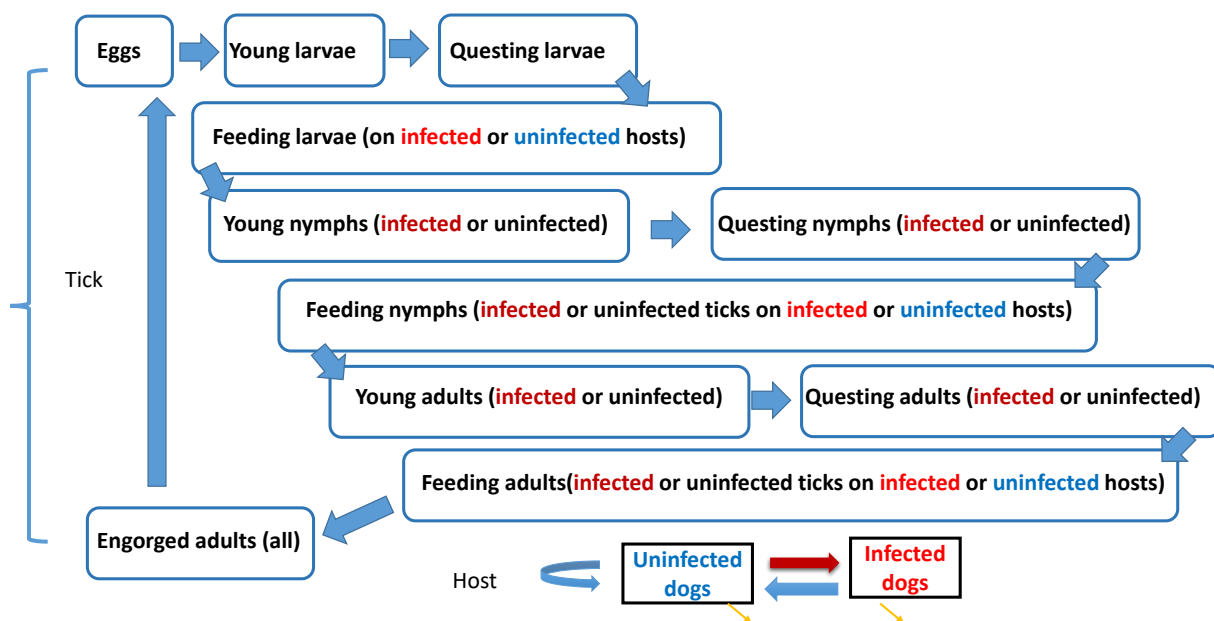 Eggs
Young larvae
Questing larvae
Feeding larvae (on infected or uninfected hosts)
Young nymphs (infected or uninfected)
Questing nymphs (infected or uninfected)
Tick
Feeding nymphs (infected or uninfected ticks on infected or uninfected hosts)
Young adults (infected or uninfected)
Questing adults (infected or uninfected)
Feeding adults(infected or uninfected ticks on infected or uninfected hosts)
Engorged adults (all)
Host
Uninfected
dogs
Infected
dogs